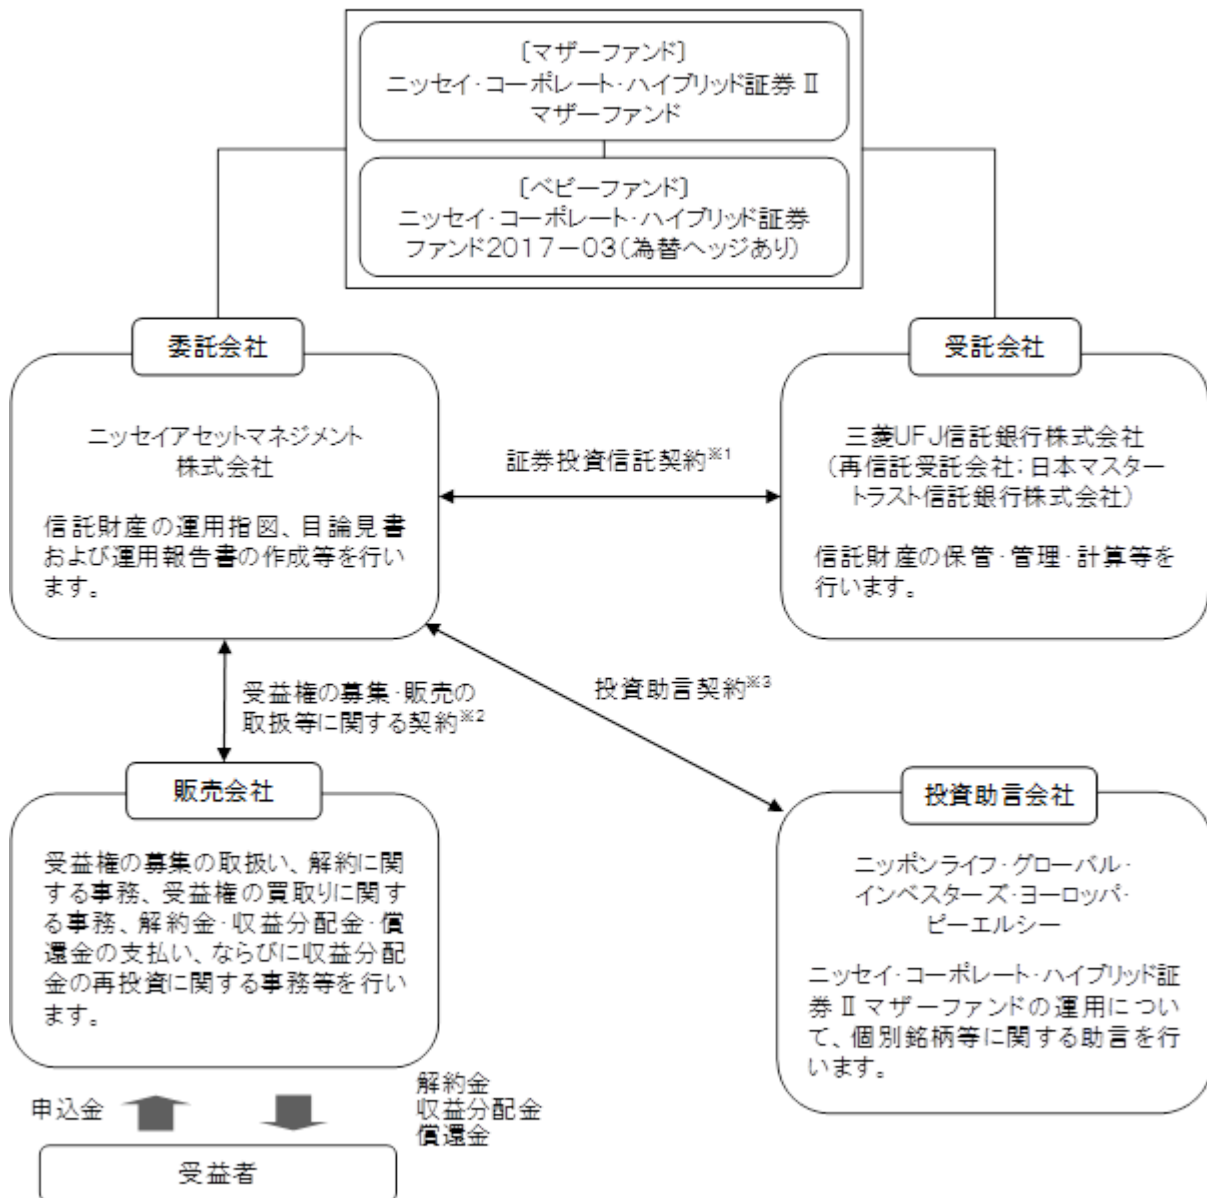 〔マザーファンド〕
ニッセイ・コーポレート・ハイブリッド証券Ⅱ
マザーファンド
〔ベビーファンド〕
ニッセイ・コーポレート・ハイブリッド証券
ファンド2017－03（為替ヘッジあり）
委託会社
ニッセイアセットマネジメント
株式会社
信託財産の運用指図、目論見書
および運用報告書の作成等を行い
ます。
証券投資信託契約※1
受託会社
三菱UFJ信託銀行株式会社
（再信託受託会社：日本マスター
トラスト信託銀行株式会社）
信託財産の保管・管理・計算等を
行います。
受益権の募集・販売の
取扱等に関する契約※2
投資助言契約※3
販売会社
受益権の募集の取扱い、解約に関
する事務、受益権の買取りに関す
る事務、解約金・収益分配金・償
還金の支払い、ならびに収益分配
金の再投資に関する事務等を行い
ます。
投資助言会社
ニッポンライフ・グローバル・
インベスターズ・ヨーロッパ・
ピーエルシー
ニッセイ・コーポレート・ハイブリッド証
券Ⅱマザーファンドの運用につい
て、個別銘柄等に関する助言を行
います。
申込金
解約金
収益分配金
償還金
受益者